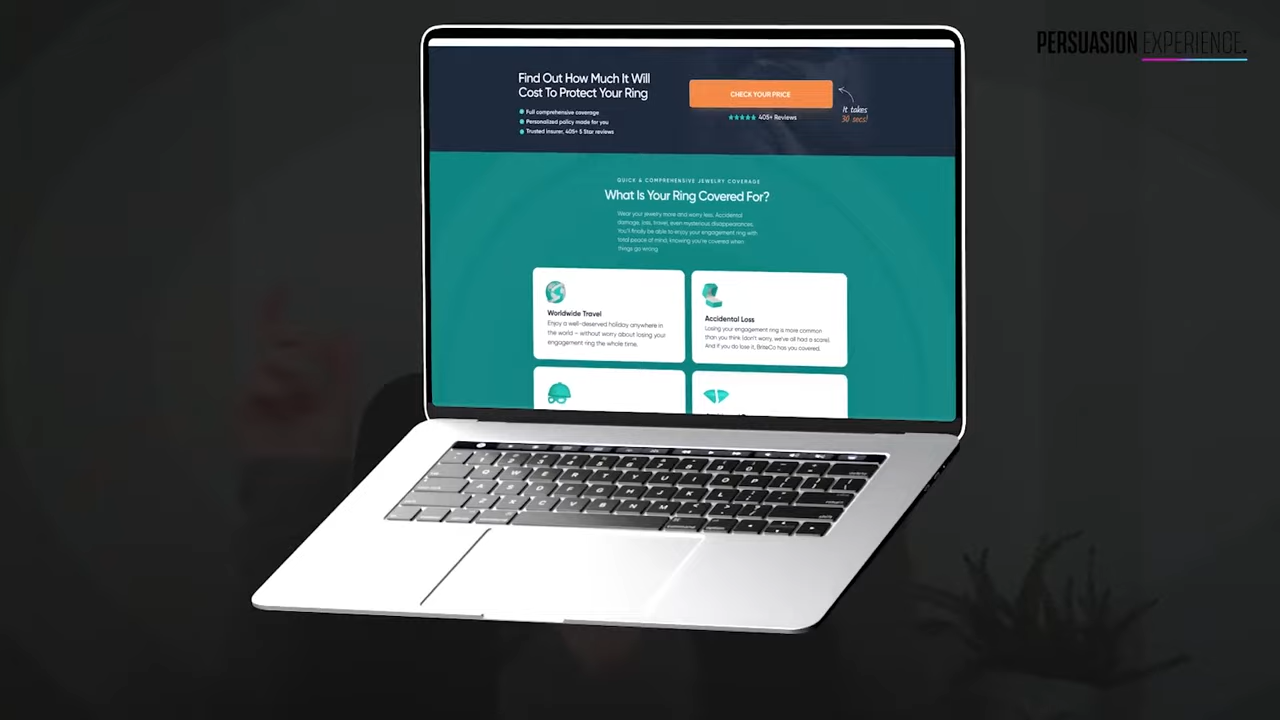 PERSUASION EXPERIENCE.
Find Out How Much It Will
Cost To Protect Your Ring
Full comprehensive coverage
Personalized policy made for you
Trusted insurer, 405+ 5 Star reviews
CHECK YOUR PRICE
405+ Reviews
It takes
30 secs!
QUICK & COMPREHENSIVE JEWELRY COVERAGE
What Is Your Ring Covered For?
Wear your jewelry more and worry less. Accidental
damage, loss, travel, even mysterious disappearances.
You'll finally be able to enjoy your engagement ring with
total peace of mind, knowing you're covered when
things go wrong
Worldwide Travel
Enjoy a well-deserved holiday anywhere in
the world – without worry about losing your
engagement ring the whole time.
Accidental Loss
Losing your engagement ring is more common
than you think (don't worry, we've all had a scare).
And if you do lose it, BriteCo has you covered.